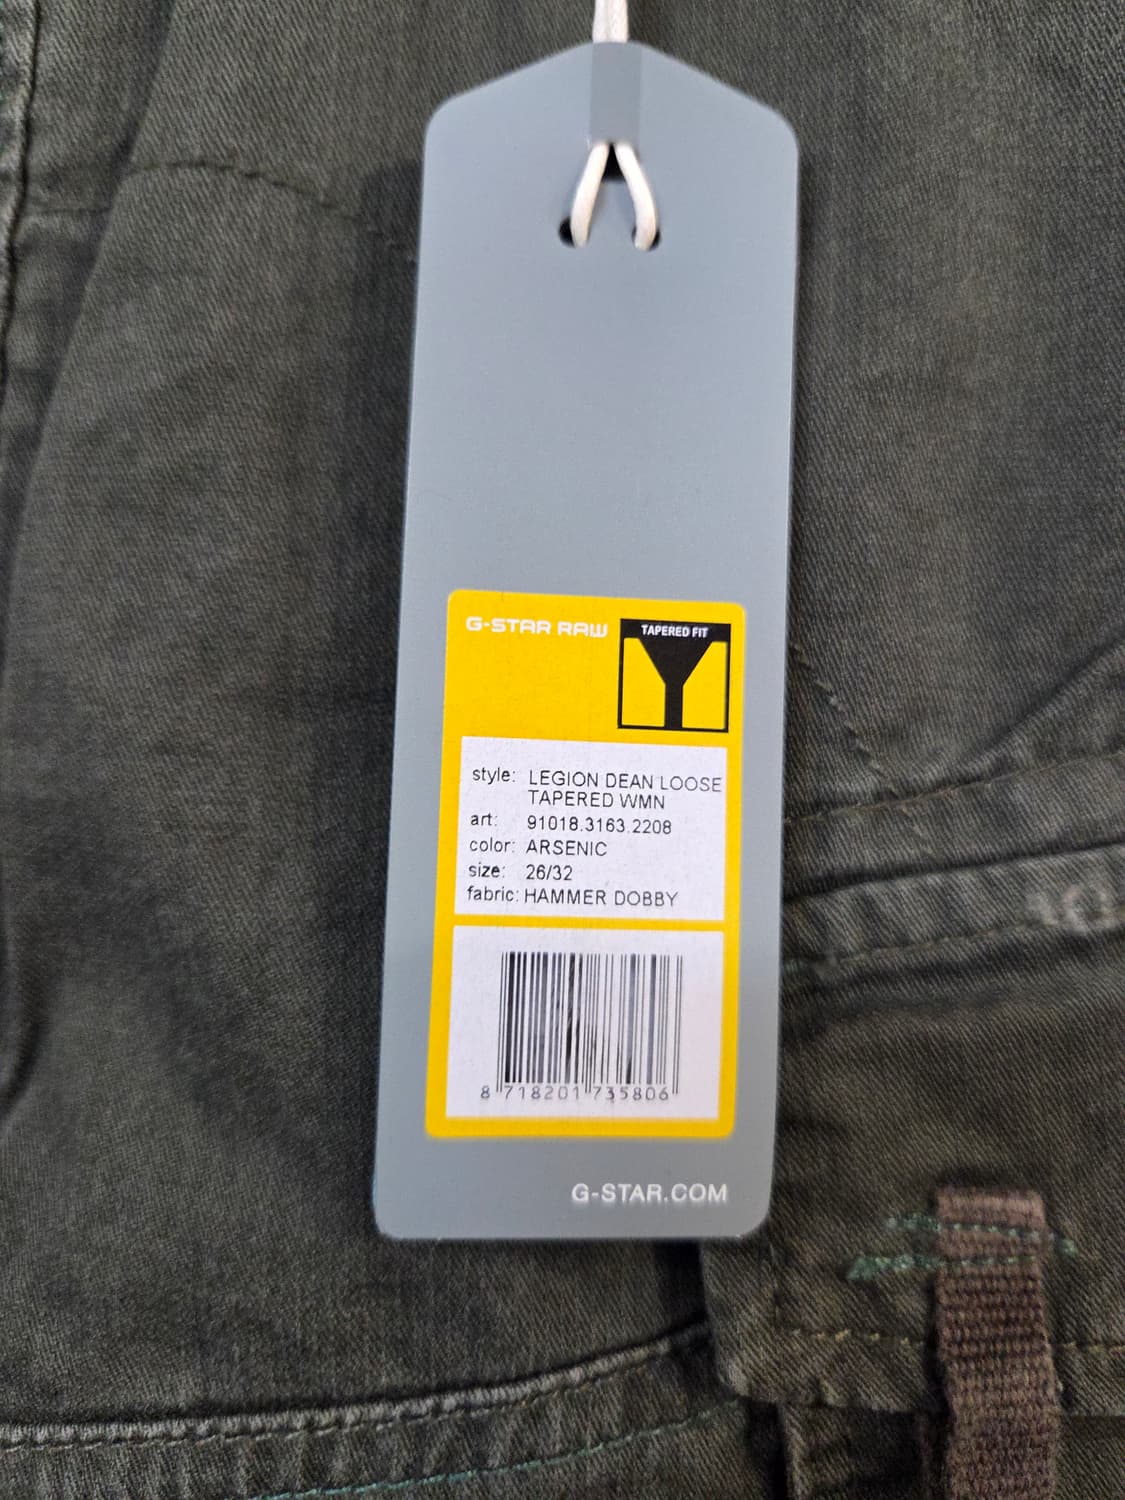 G-STAR RAW
TAPERED FIT
style: LEGION DEAN LOOSE
TAPERED WMN
art: 91018.3163.2208
color: ARSENIC
size: 26/32
fabric: HAMMER DOBBY
8 718201 735806
G-STAR.COM